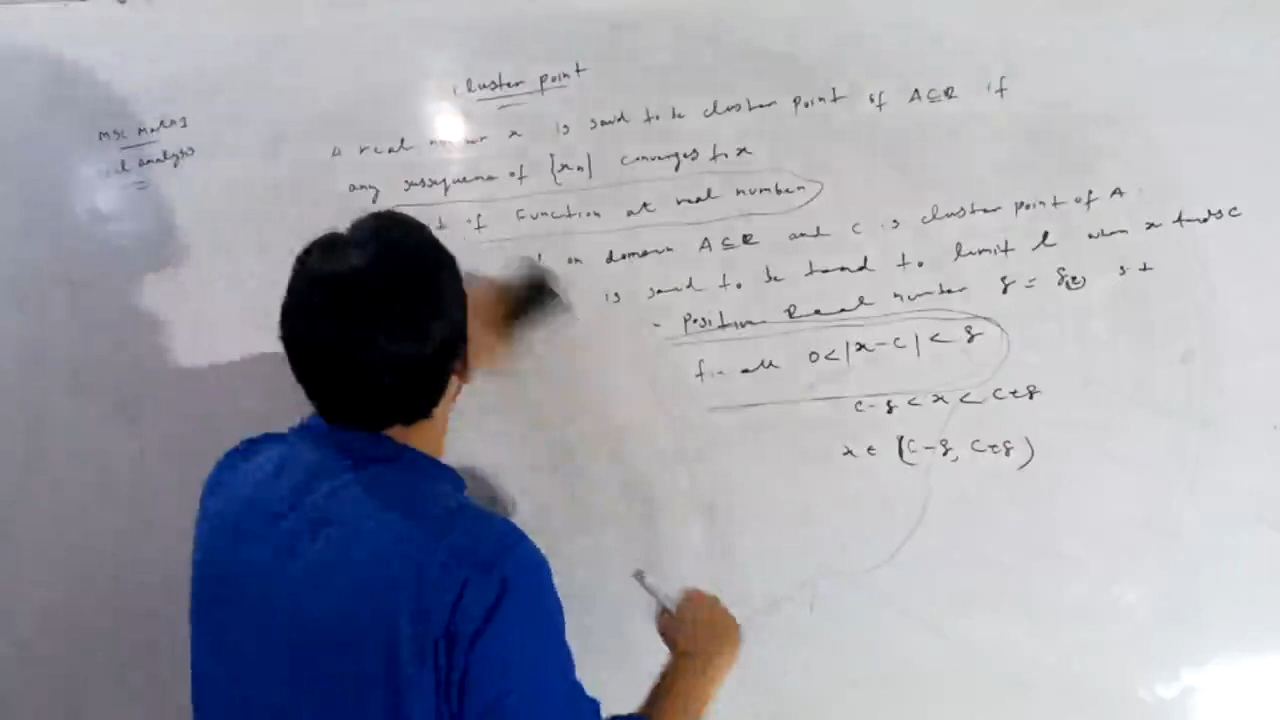 Cluster point
MSC Maths
A real x is said to be cluster point of A⊆R if
analysis
any subsequence of {xn} converges to x
of Function at real number
on domain A⊆R and C is cluster point of A
is said to be tend to limit l when x tends c
Positive Real number δ = δ(ε) s.t
for all 0<|x-c|<δ
c-δ<x<c+δ
x∈(c-δ, c+δ)